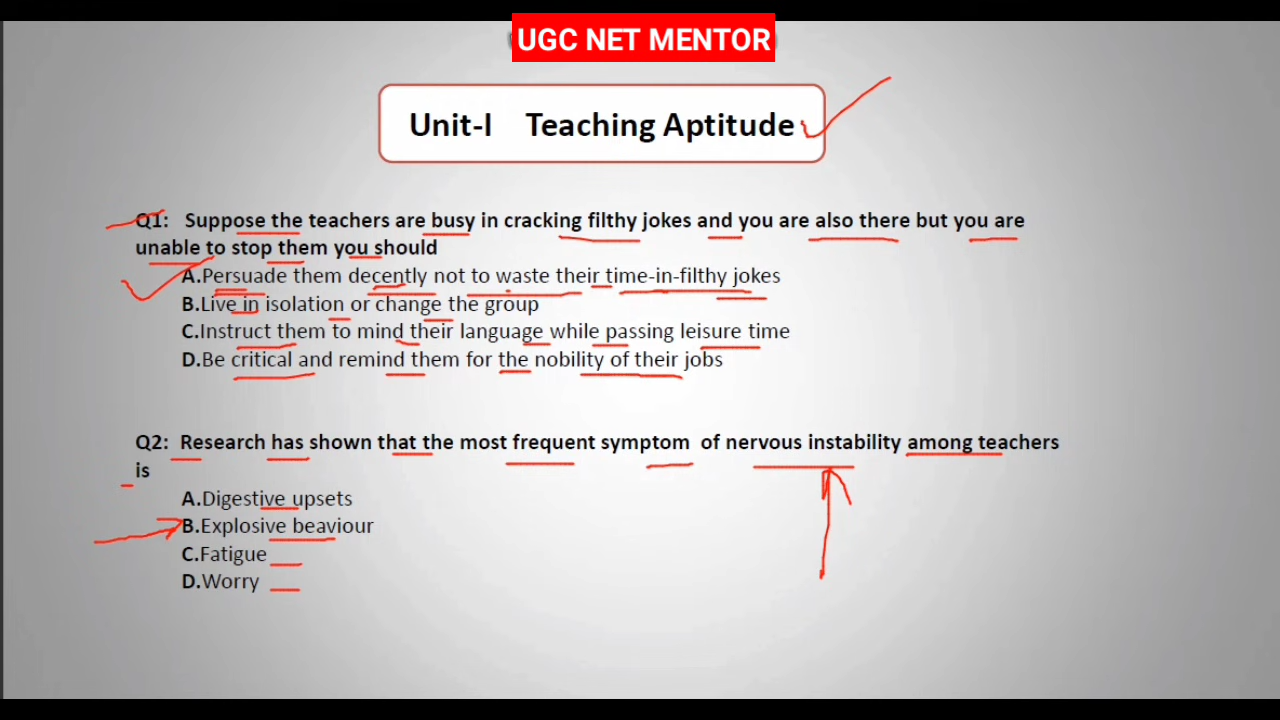 UGC NET MENTOR
Unit-I Teaching Aptitude
Q1: Suppose the teachers are busy in cracking filthy jokes and you are also there but you are
unable to stop them you should
A.Persuade them decently not to waste their time-in-filthy jokes
B.Live in isolation or change the group
C.Instruct them to mind their language while passing leisure time
D.Be critical and remind them for the nobility of their jobs
Q2: Research has shown that the most frequent symptom of nervous instability among teachers
is
A.Digestive upsets
B.Explosive beaviour
C.Fatigue
D.Worry